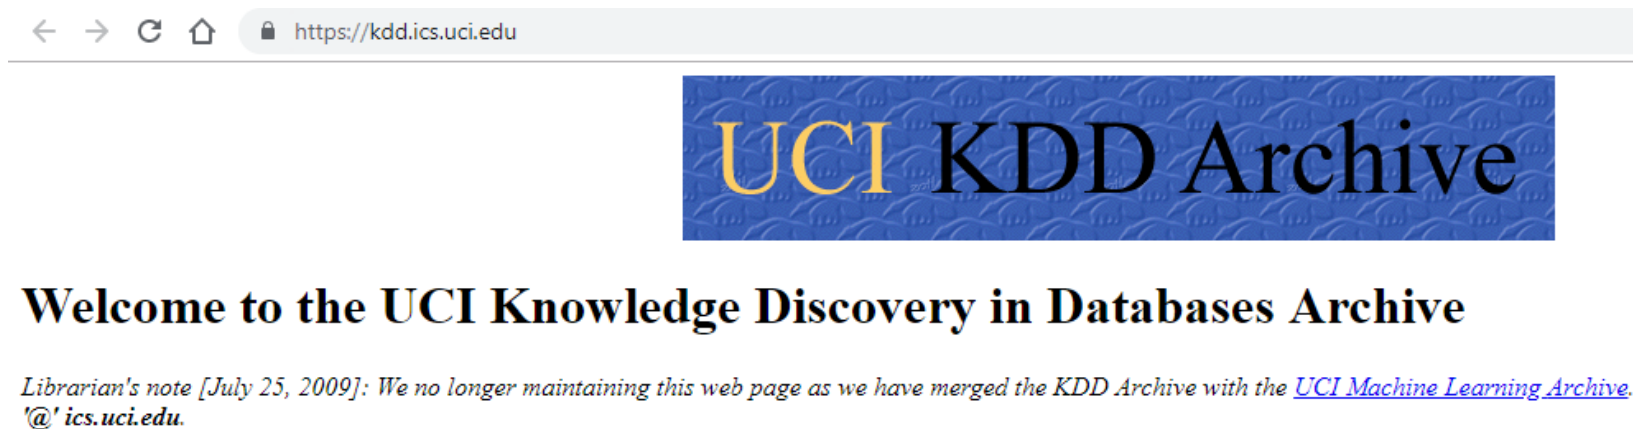 https://kdd.ics.uci.edu
UCI KDD Archive
Welcome to the UCI Knowledge Discovery in Databases Archive
Librarian's note [July 25, 2009]: We no longer maintaining this web page as we have merged the KDD Archive with the UCI Machine Learning Archive.
'@' ics.uci.edu.